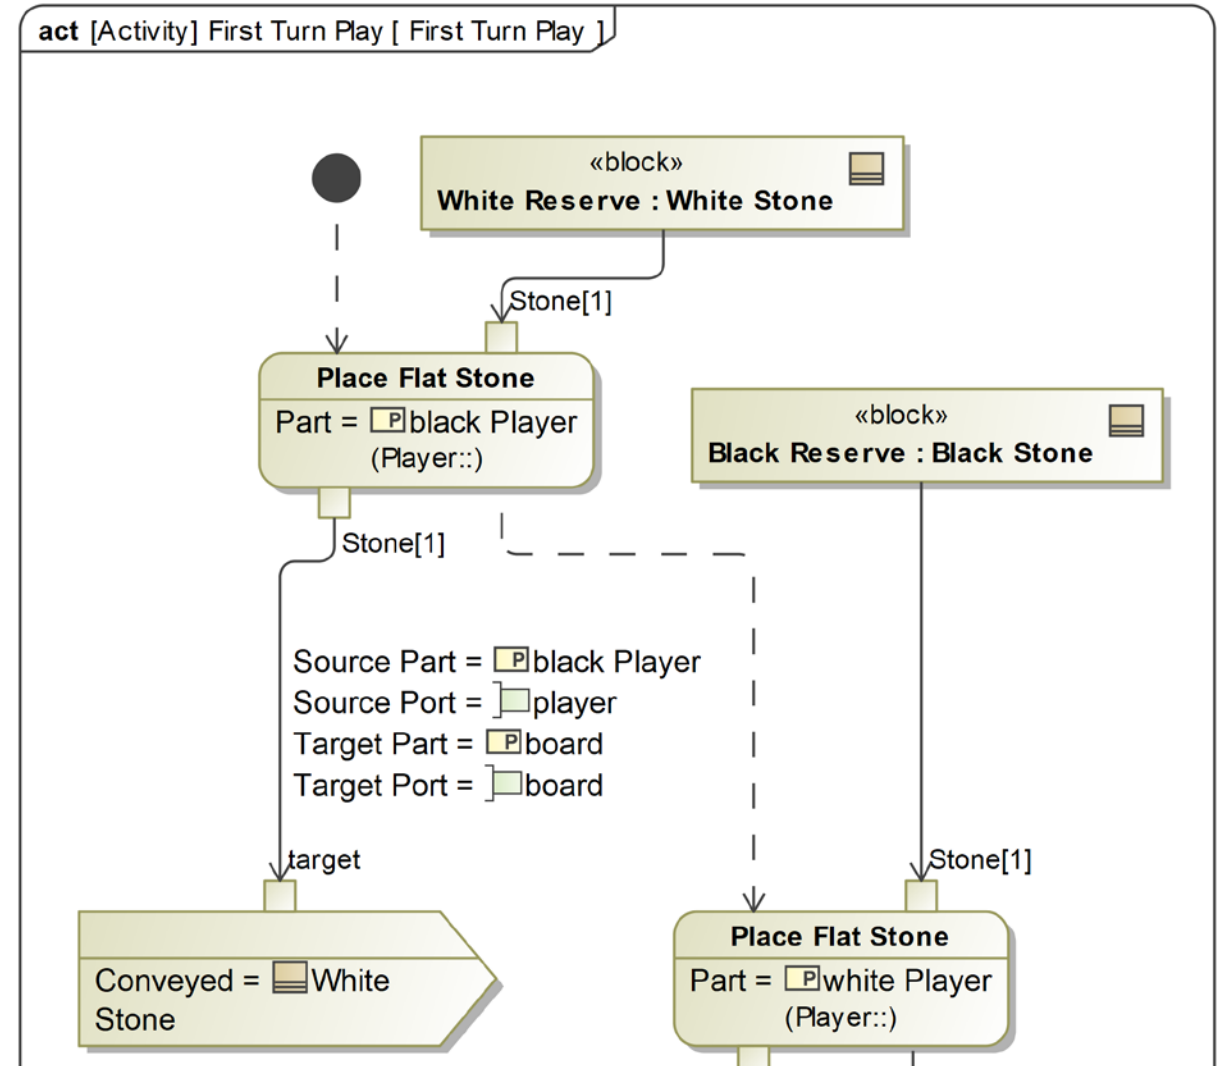 act [Activity] First Turn Play [ First Turn Play ]
«block»
White Reserve : White Stone
Stone[1]
Place Flat Stone
Part = P black Player
(Player::)
«block»
Black Reserve : Black Stone
Stone[1]
Source Part = P black Player
Source Port = player
Target Part = P board
Target Port = board
target
Stone[1]
Conveyed = White
Stone
Place Flat Stone
Part = P white Player
(Player::)